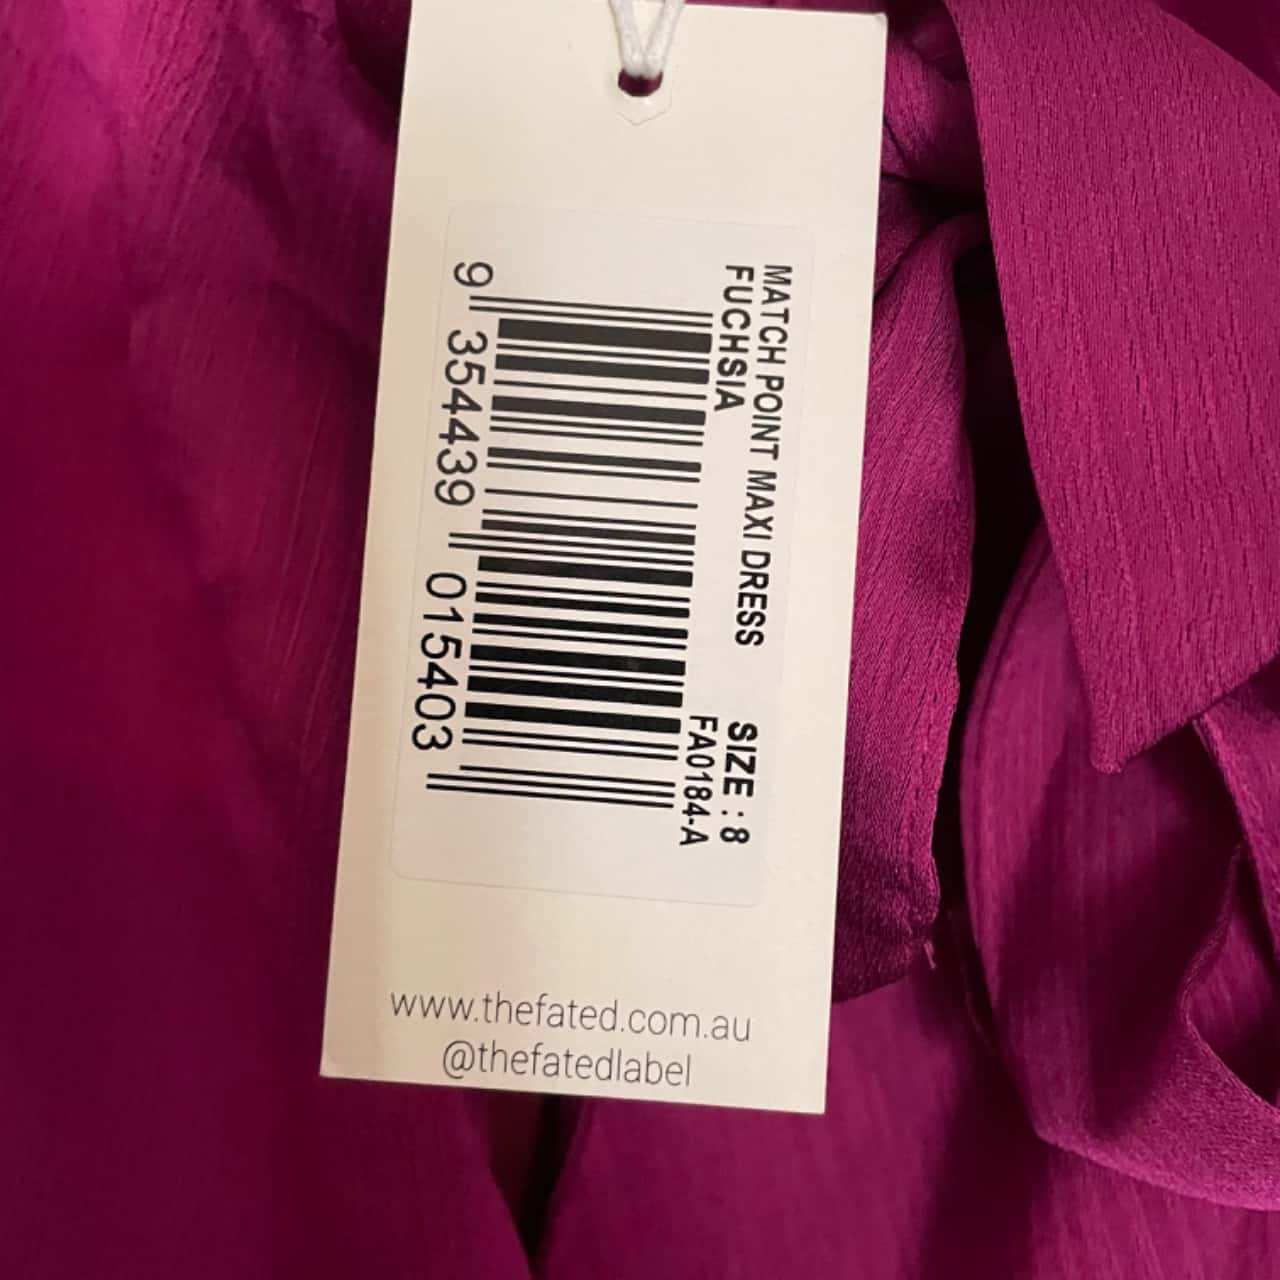 MATCH POINT MAXI DRESS
FUCHSIA
SIZE : 8
FA0184-A
9 354439 015403
www.thefated.com.au
@thefatedlabel